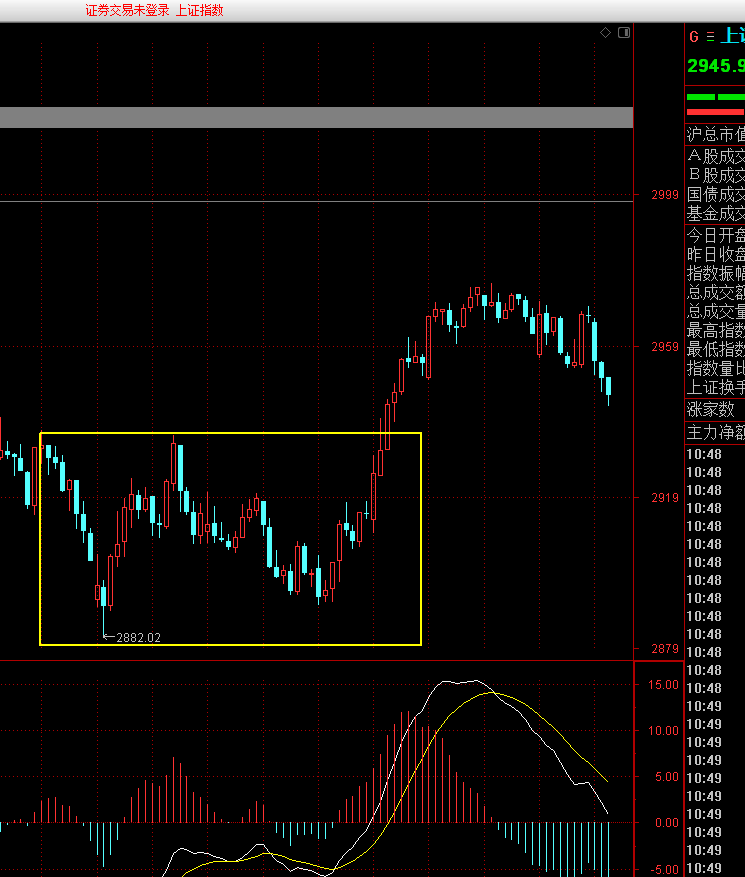 证券交易未登录 上证指数
G 上证
2945.9
沪总市值
A股成交
B股成交
国债成交
基金成交
今日开盘
昨日收盘
指数振幅
总成交额
总成交量
最高指数
最低指数
指数量比
上证换手
涨家数
主力净额
2999
2959
2919
2882.02
2879
15.00
10.00
5.00
0.00
-5.00
10:48
10:48
10:48
10:48
10:48
10:48
10:48
10:48
10:48
10:48
10:48
10:48
10:48
10:48
10:49
10:49
10:49
10:49
10:49
10:49
10:49
10:49
10:49
10:49